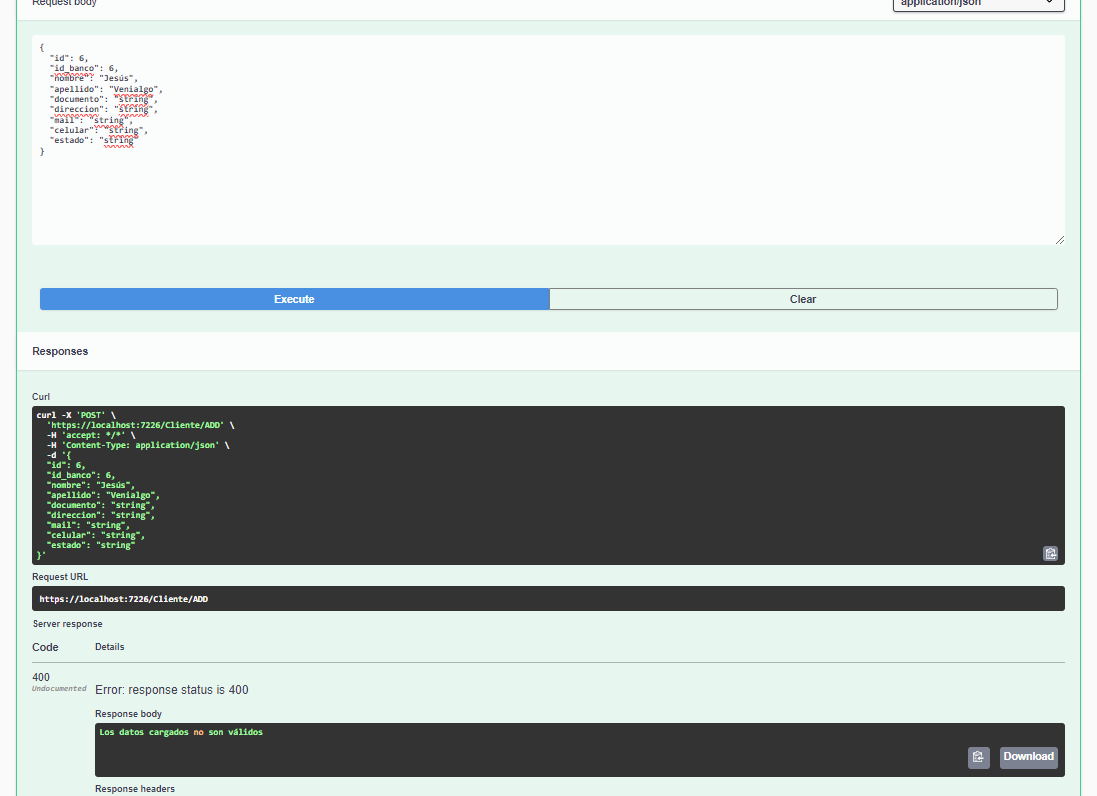 Request body
application/json
{
  "id": 6,
  "id_banco": 6,
  "nombre": "Jesús",
  "apellido": "Venialgo",
  "documento": "string",
  "direccion": "string",
  "mail": "string",
  "celular": "string",
  "estado": "string"
}
Execute
Clear
Responses
Curl
curl -X 'POST' \
  'https://localhost:7226/Cliente/ADD' \
  -H 'accept: */*' \
  -H 'Content-Type: application/json' \
  -d '{
  "id": 6,
  "id_banco": 6,
  "nombre": "Jesús",
  "apellido": "Venialgo",
  "documento": "string",
  "direccion": "string",
  "mail": "string",
  "celular": "string",
  "estado": "string"
}'
Request URL
https://localhost:7226/Cliente/ADD
Server response
Code Details
400
Undocumented
Error: response status is 400
Response body
Los datos cargados no son válidos
Download
Response headers